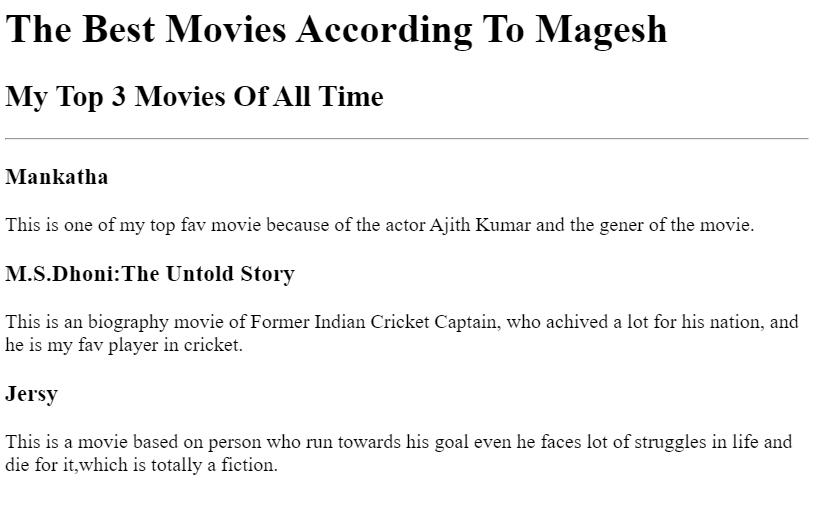 The Best Movies According To Magesh
My Top 3 Movies Of All Time
Mankatha
This is one of my top fav movie because of the actor Ajith Kumar and the gener of the movie.
M.S.Dhoni:The Untold Story
This is an biography movie of Former Indian Cricket Captain, who achived a lot for his nation, and
he is my fav player in cricket.
Jersy
This is a movie based on person who run towards his goal even he faces lot of struggles in life and
die for it,which is totally a fiction.